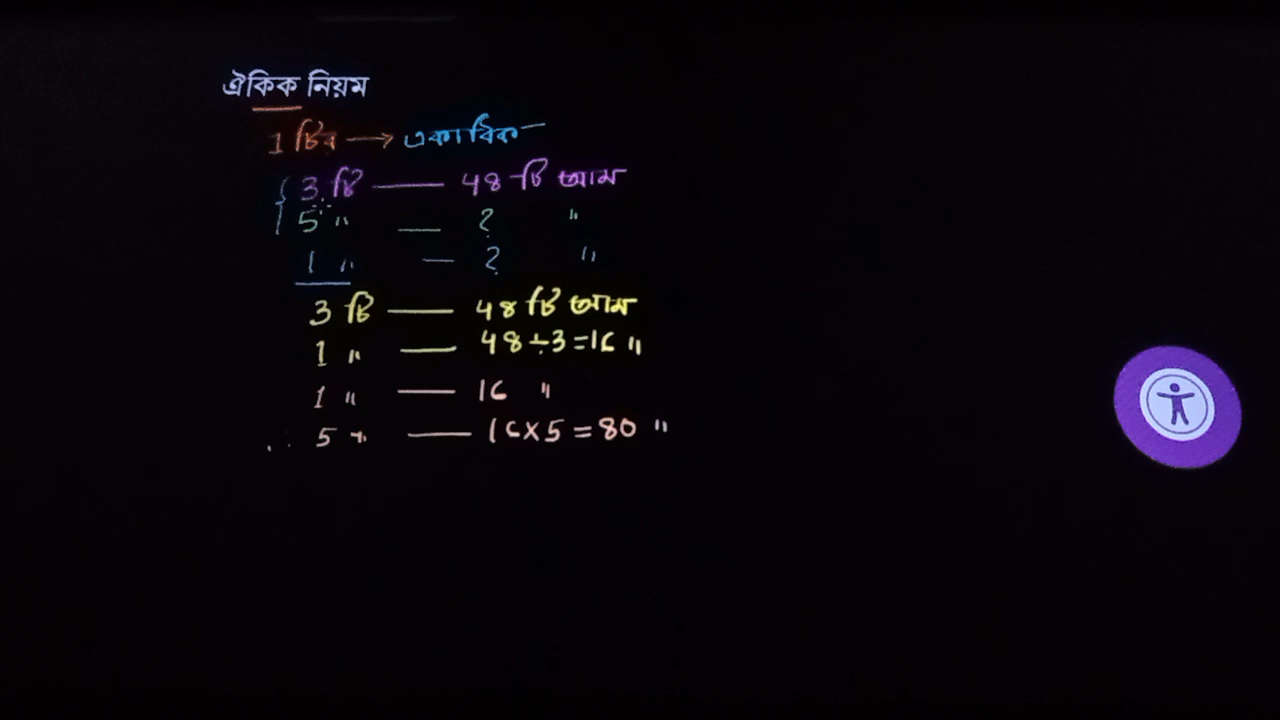 ঐকিক নিয়ম
1 টির → একাধিক
3 টি — 48 টি আম
5 " — ? "
1 " — ? "
3 টি — 48 টি আম
1 " — 48÷3=16 "
1 " — 16 "
∴ 5 " — 16×5=80 "